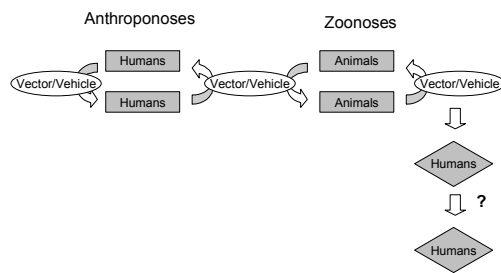 Anthroponoses Zoonoses
Humans Animals
Vector/Vehicle Vector/Vehicle Vector/Vehicle
Humans Animals
Humans
?
Humans